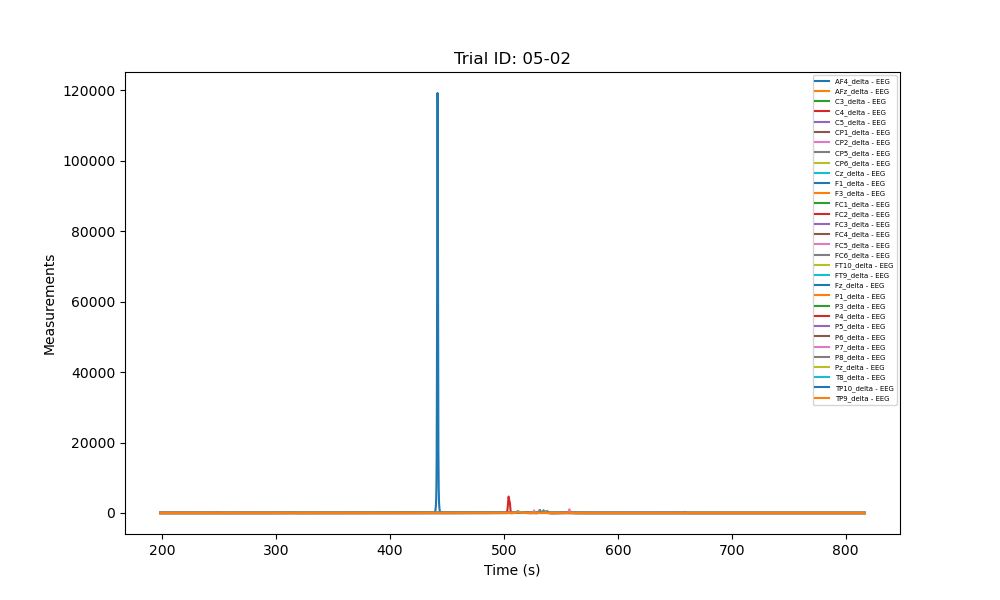 Trial ID: 05-02
120000
100000
80000
60000
40000
20000
0
Measurements
200
300
400
500
600
700
800
Time (s)
AF4_delta - EEG
AFz_delta - EEG
C3_delta - EEG
C4_delta - EEG
C5_delta - EEG
CP1_delta - EEG
CP2_delta - EEG
CP5_delta - EEG
CP6_delta - EEG
Cz_delta - EEG
F1_delta - EEG
F3_delta - EEG
FC1_delta - EEG
FC2_delta - EEG
FC3_delta - EEG
FC4_delta - EEG
FC5_delta - EEG
FC6_delta - EEG
FT10_delta - EEG
FT9_delta - EEG
Fz_delta - EEG
P1_delta - EEG
P3_delta - EEG
P4_delta - EEG
P5_delta - EEG
P6_delta - EEG
P7_delta - EEG
P8_delta - EEG
Pz_delta - EEG
T8_delta - EEG
TP10_delta - EEG
TP9_delta - EEG